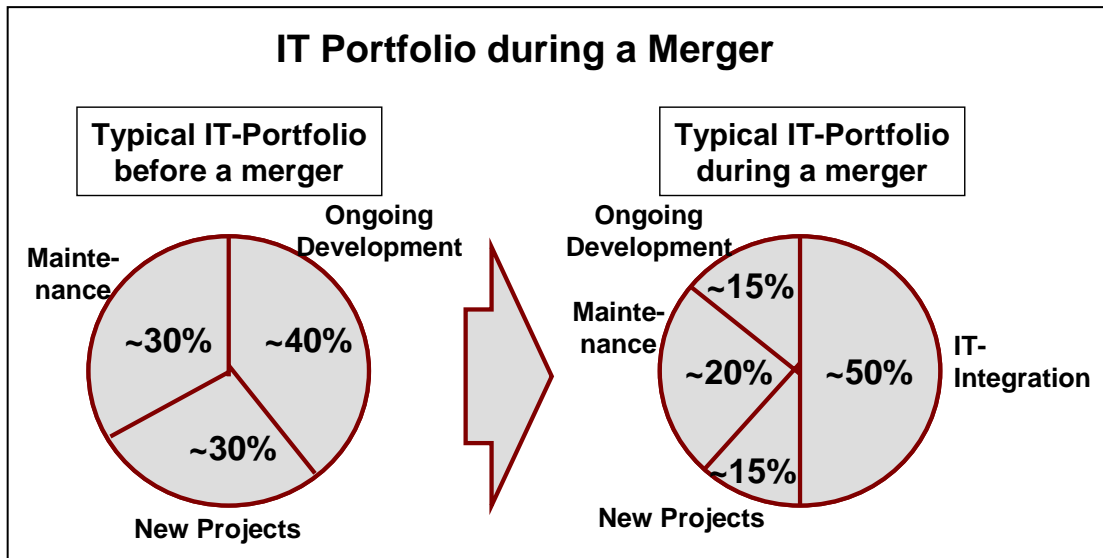 IT Portfolio during a Merger
Typical IT-Portfolio
before a merger
Ongoing
Development
Mainte-
nance
~30%
~40%
~30%
New Projects
Typical IT-Portfolio
during a merger
Ongoing
Development
~15%
Mainte-
nance
~20%
~50%
IT-
Integration
~15%
New Projects